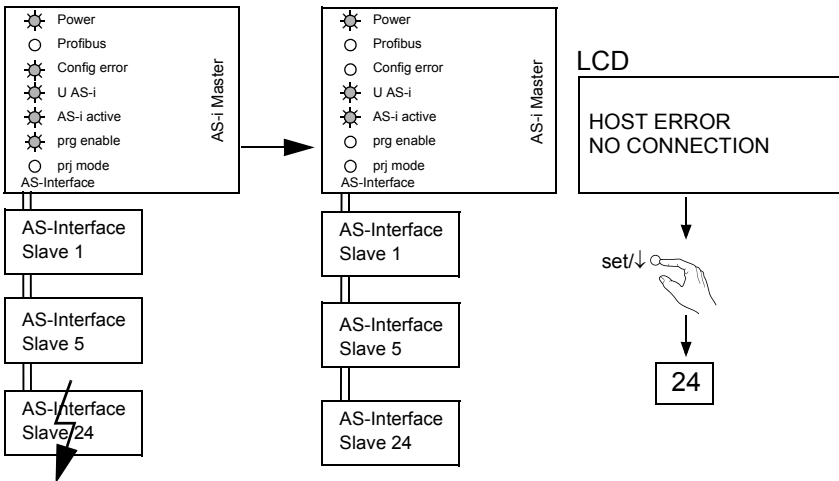 Power
Profibus
Config error
U AS-i
AS-i active
prg enable
prj mode
AS-Interface
AS-i Master
AS-Interface
Slave 1
AS-Interface
Slave 5
AS-Interface
Slave 24
Power
Profibus
Config error
U AS-i
AS-i active
prg enable
prj mode
AS-Interface
AS-i Master
AS-Interface
Slave 1
AS-Interface
Slave 5
AS-Interface
Slave 24
LCD
HOST ERROR
NO CONNECTION
set/↓
24